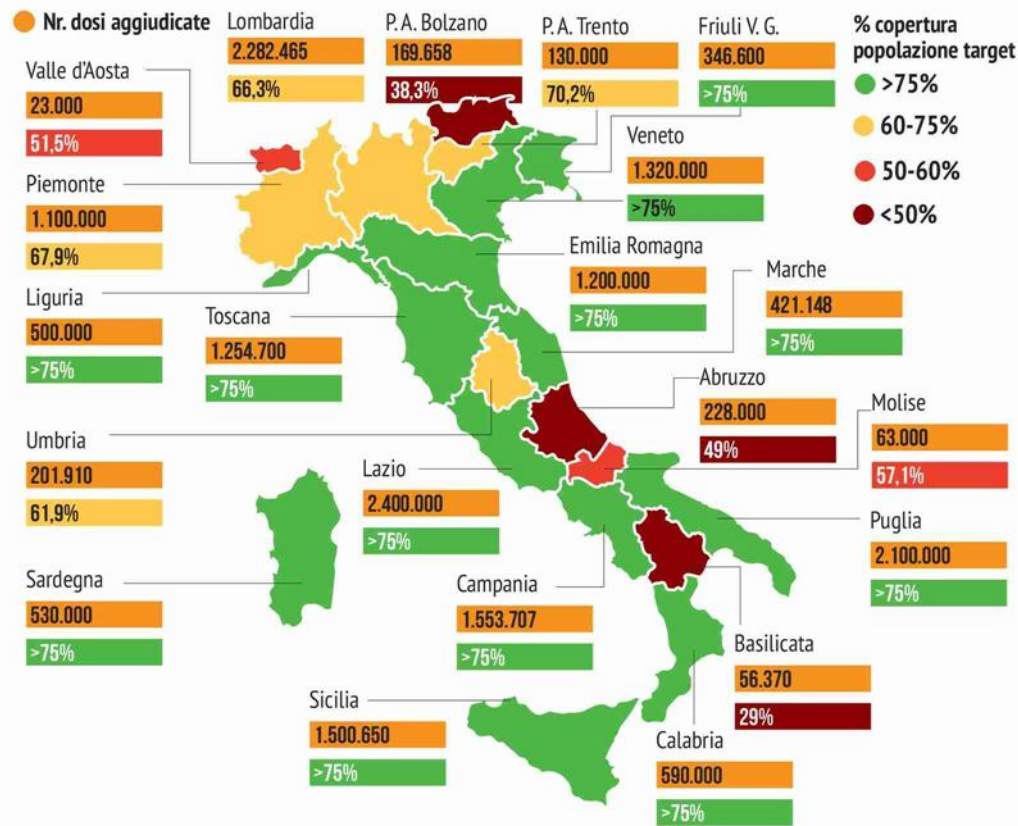 Nr. dosi aggiudicate
Lombardia
2.282.465
66,3%
P. A. Bolzano
169.658
38,3%
P. A. Trento
130.000
70,2%
Friuli V. G.
346.600
>75%
% copertura
popolazione target
>75%
60-75%
50-60%
<50%
Valle d'Aosta
23.000
51,5%
Piemonte
1.100.000
67,9%
Liguria
500.000
>75%
Veneto
1.320.000
>75%
Emilia Romagna
1.200.000
>75%
Marche
421.148
>75%
Toscana
1.254.700
>75%
Abruzzo
228.000
49%
Molise
63.000
57,1%
Umbria
201.910
61,9%
Lazio
2.400.000
>75%
Puglia
2.100.000
>75%
Sardegna
530.000
>75%
Campania
1.553.707
>75%
Basilicata
56.370
29%
Sicilia
1.500.650
>75%
Calabria
590.000
>75%